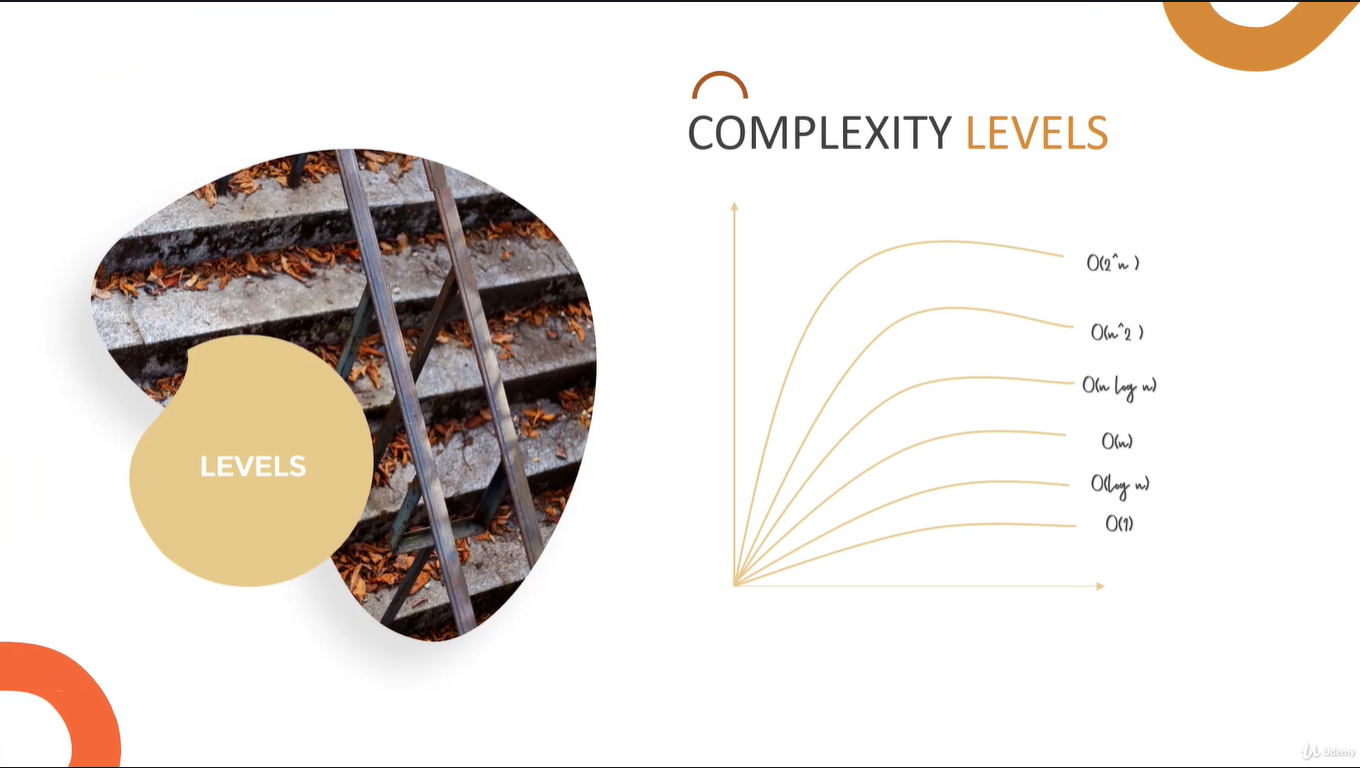 COMPLEXITY LEVELS
O(2^n )
O(n^2 )
O(n log n)
O(n)
O(log n)
O(1)
LEVELS
Udemy